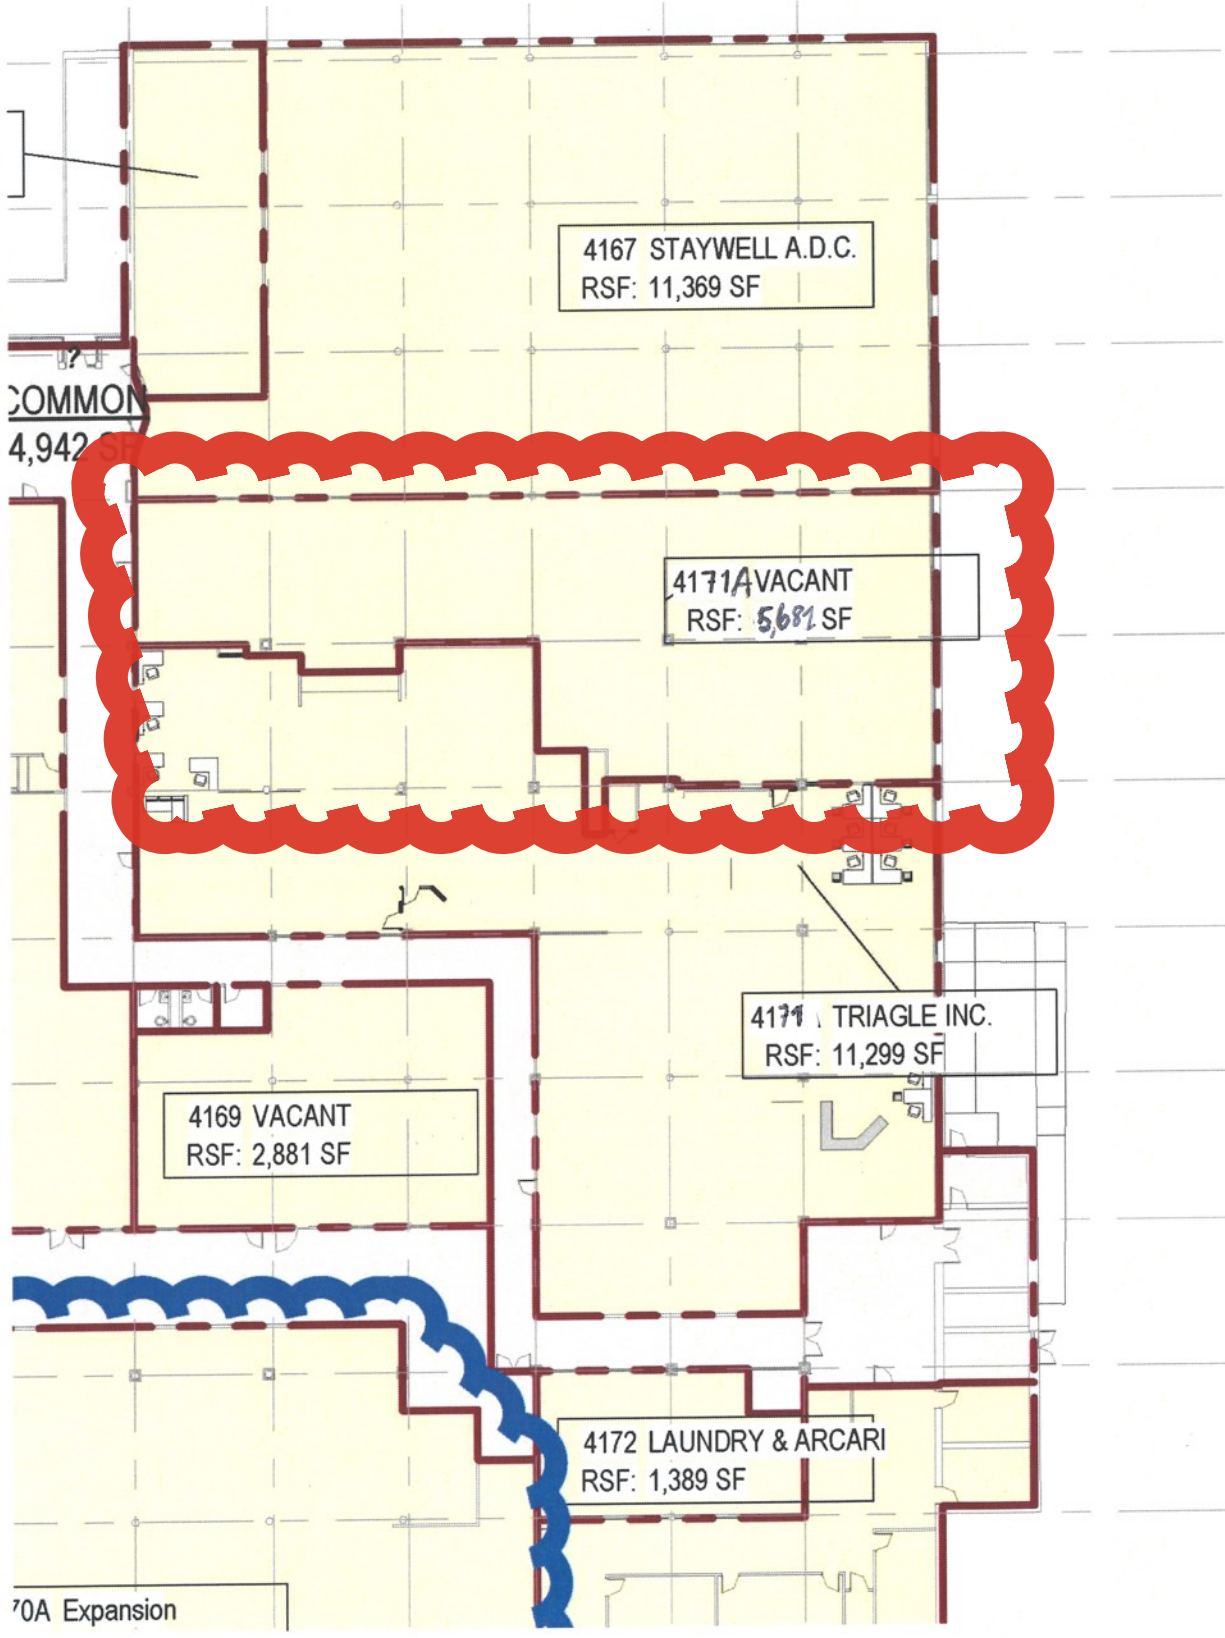 4167 STAYWELL A.D.C.
RSF: 11,369 SF
?
COMMON
4,942 SF
4171A VACANT
RSF: 5,681 SF
4171 TRIAGLE INC.
RSF: 11,299 SF
4169 VACANT
RSF: 2,881 SF
4172 LAUNDRY & ARCARI
RSF: 1,389 SF
70A Expansion